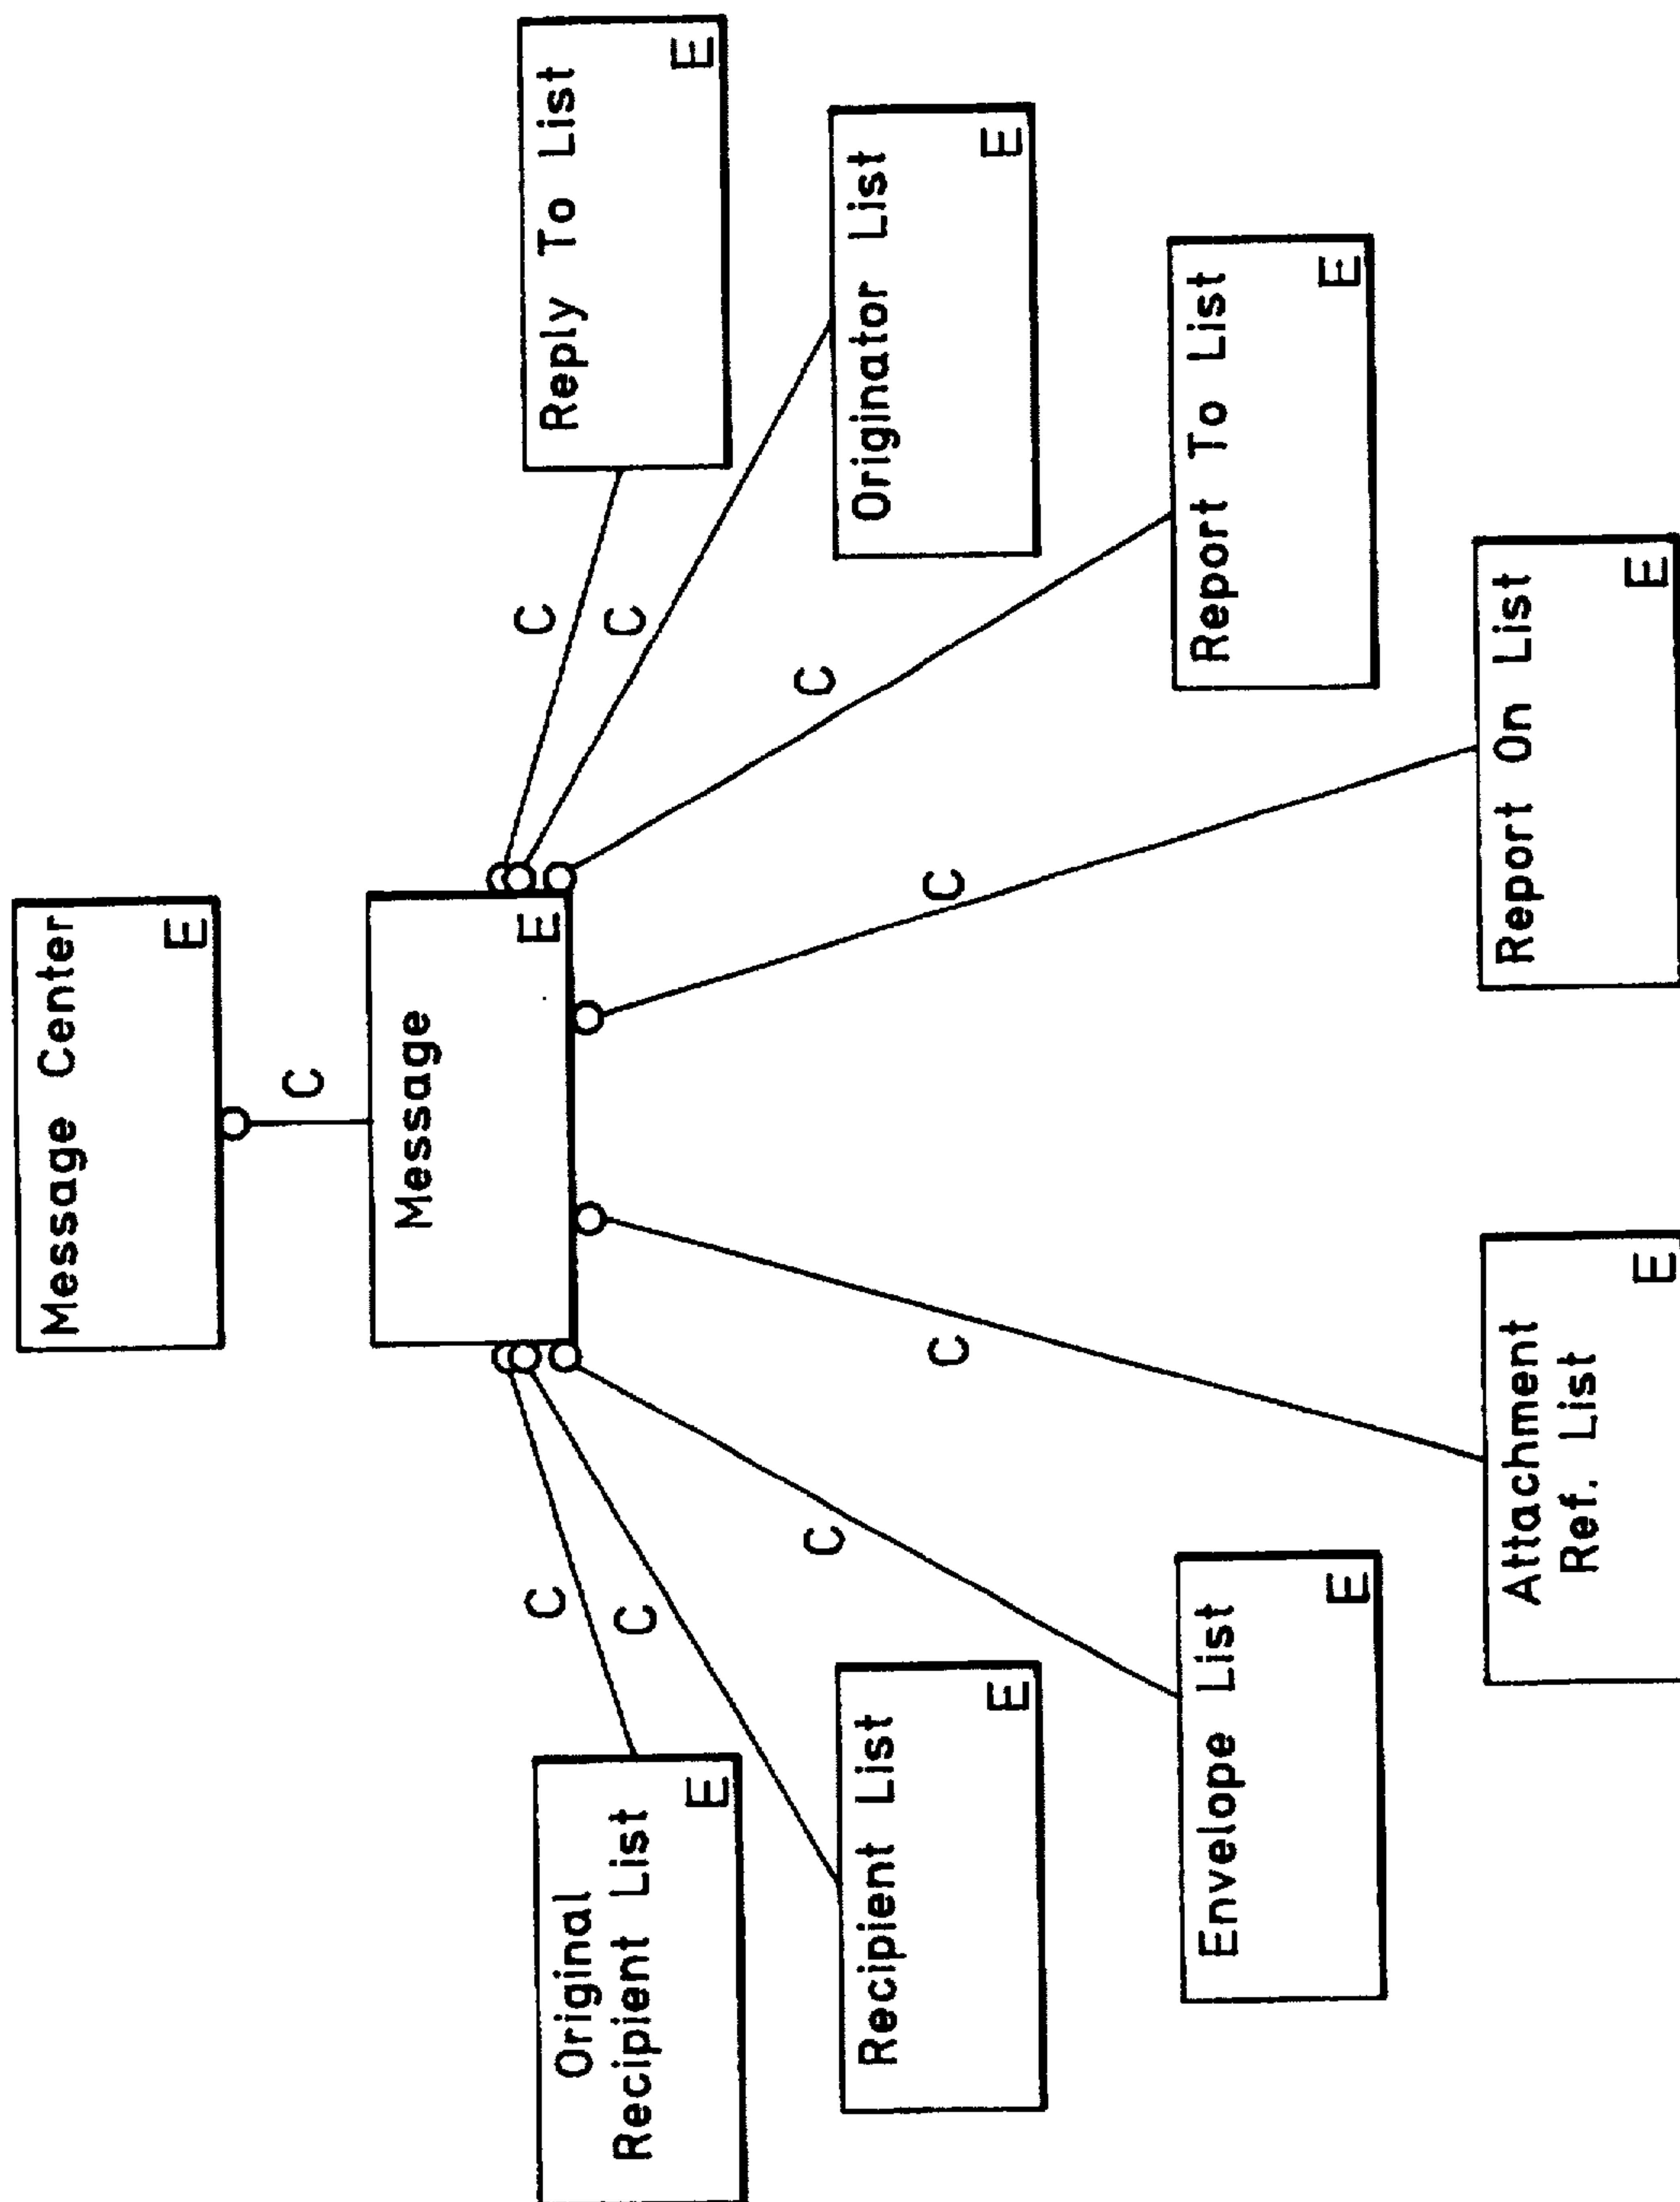 Message Center
E
C
Message
E
C
C
C
C
C
C
C
C
Original
Recipient List
E
Reply To List
E
Recipient List
E
Originator List
E
Envelope List
E
Report To List
E
Attachment
Ref. List
E
Report On List
E